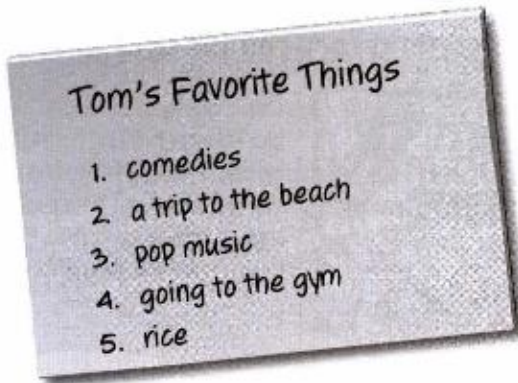 Tom's Favorite Things
1. comedies
2. a trip to the beach
3. pop music
4. going to the gym
5. rice